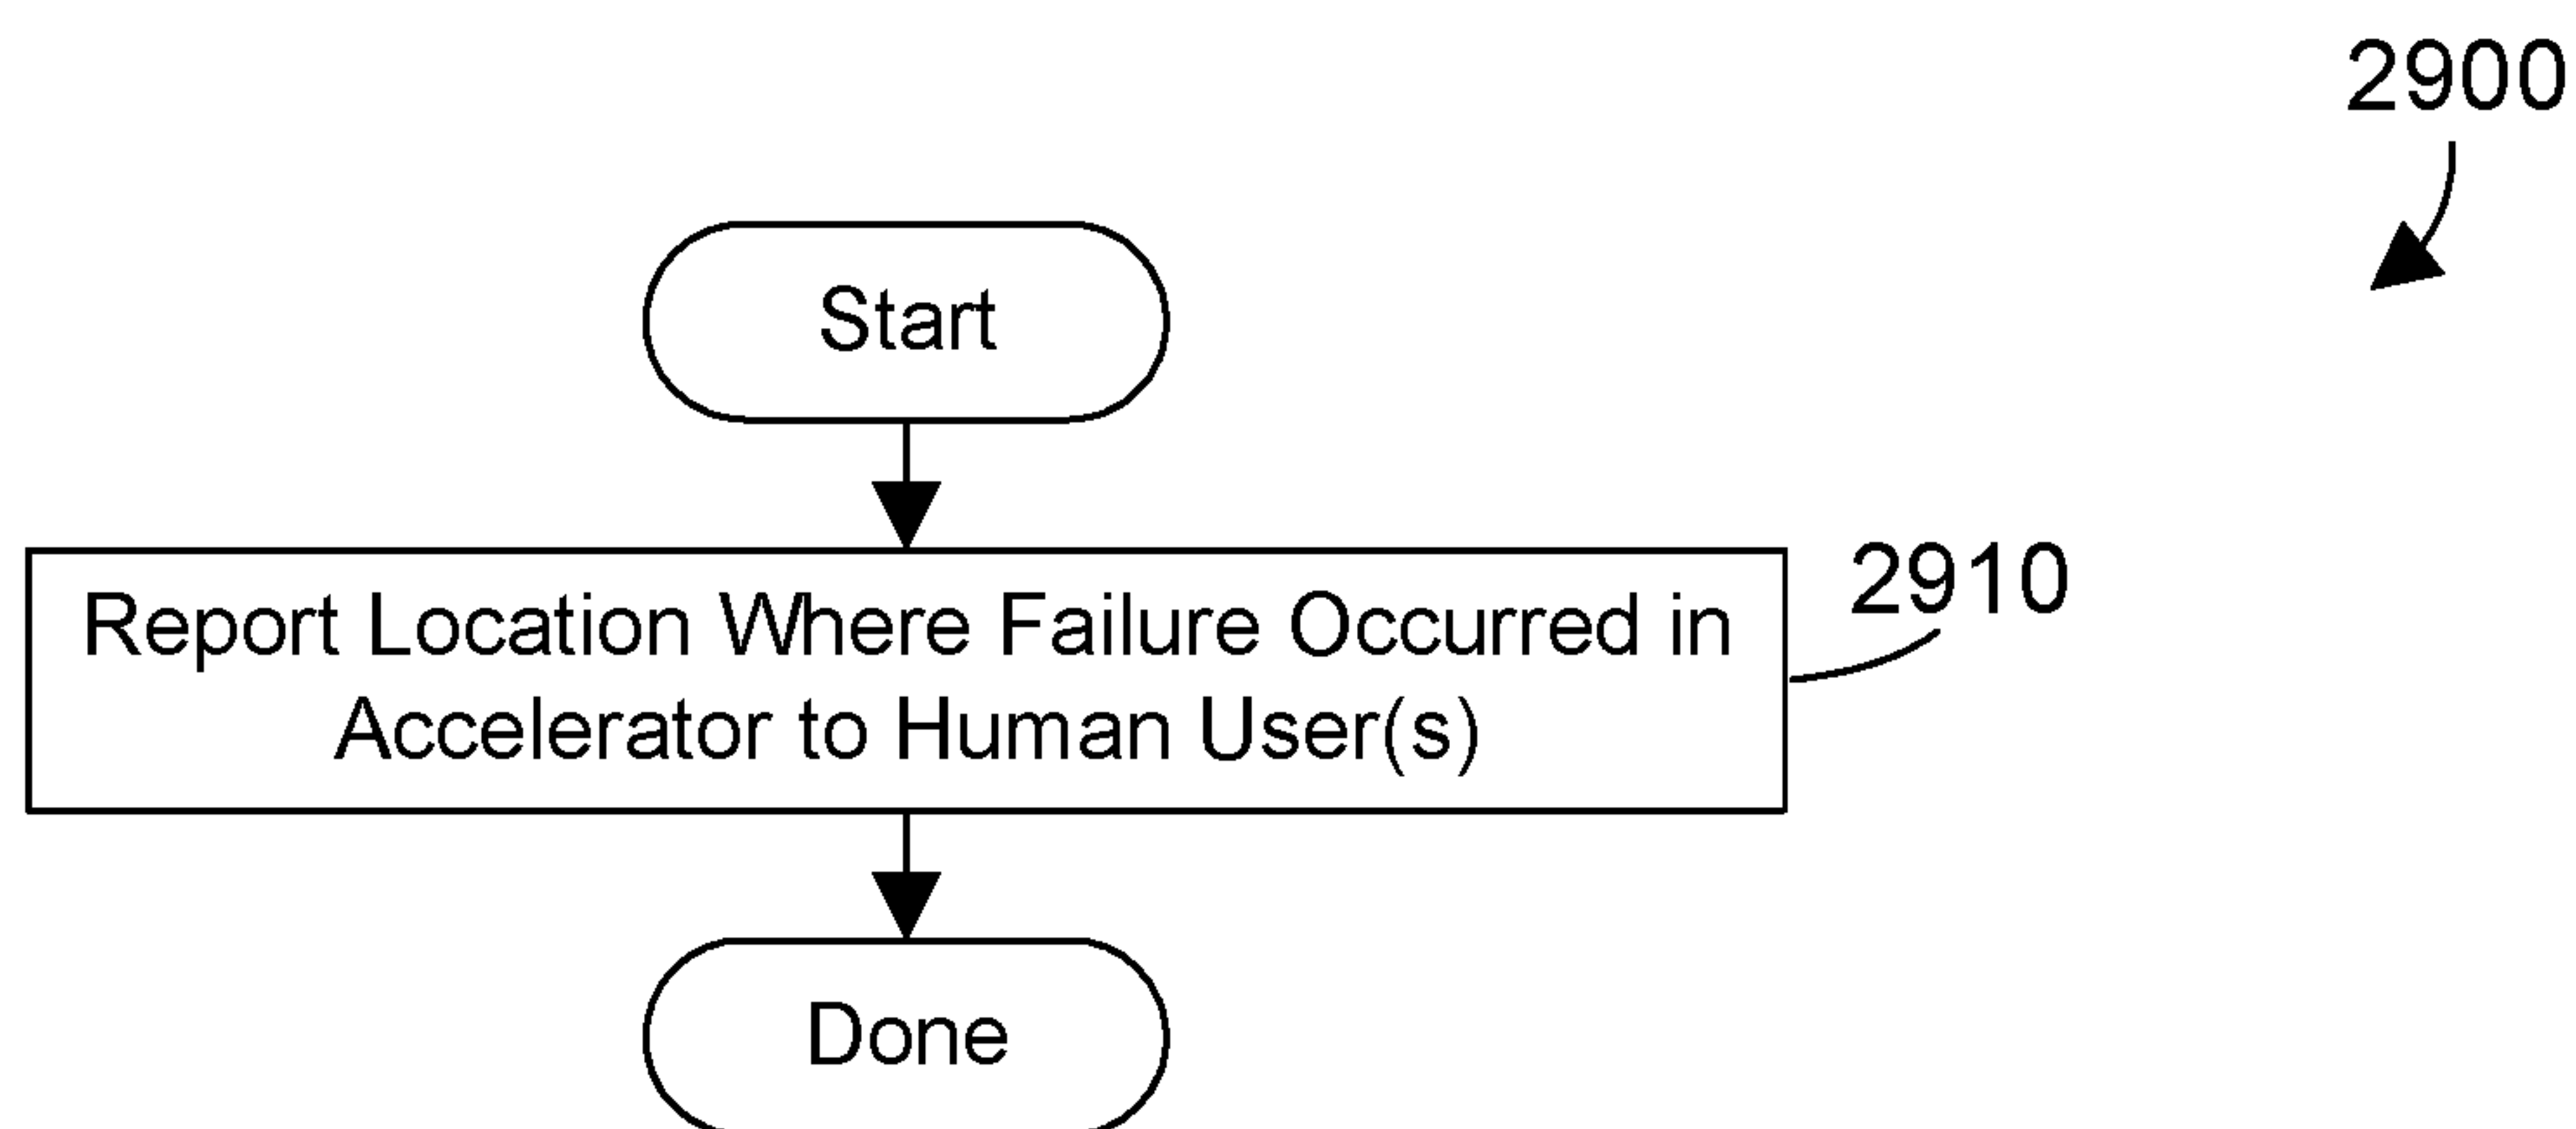 2900
Start
Report Location Where Failure Occurred in
Accelerator to Human User(s)
2910
Done